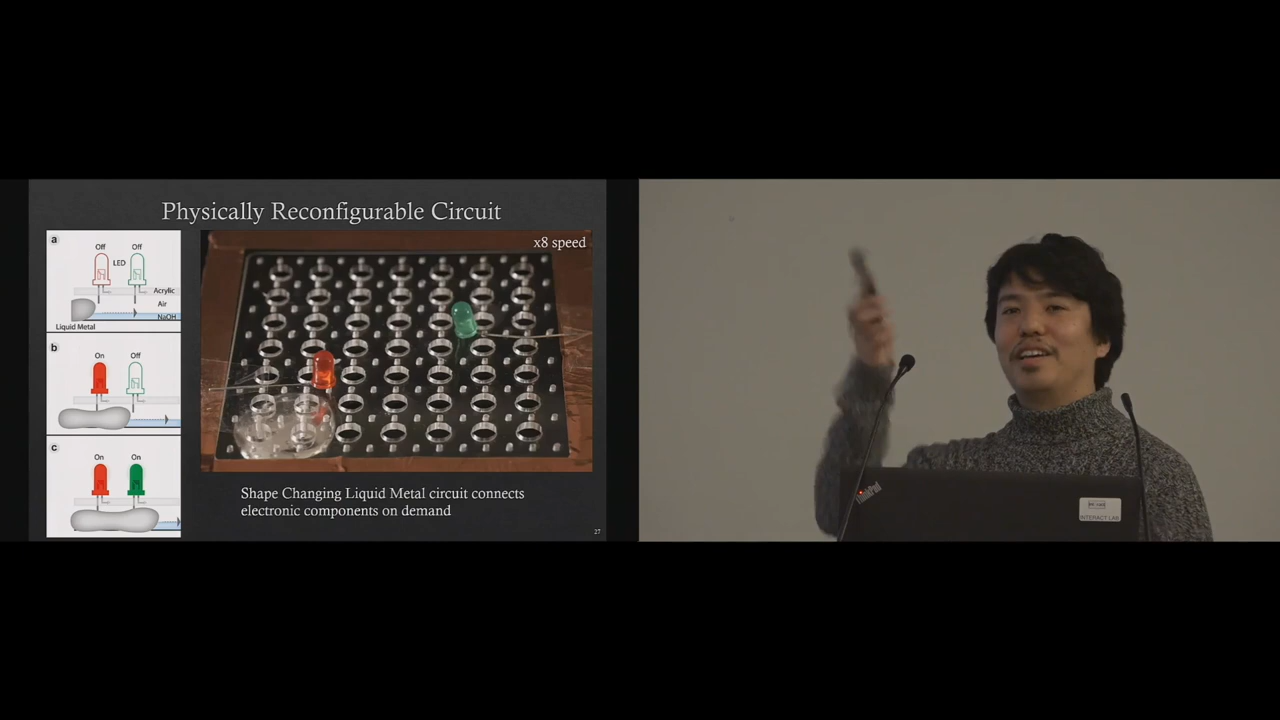 Physically Reconfigurable Circuit
a
Off
Off
LED
Acrylic
Air
NaOH
Liquid Metal
b
On
Off
c
On
On
x8 speed
Shape Changing Liquid Metal circuit connects
electronic components on demand
27
ThinkPad
INTERACT LAB